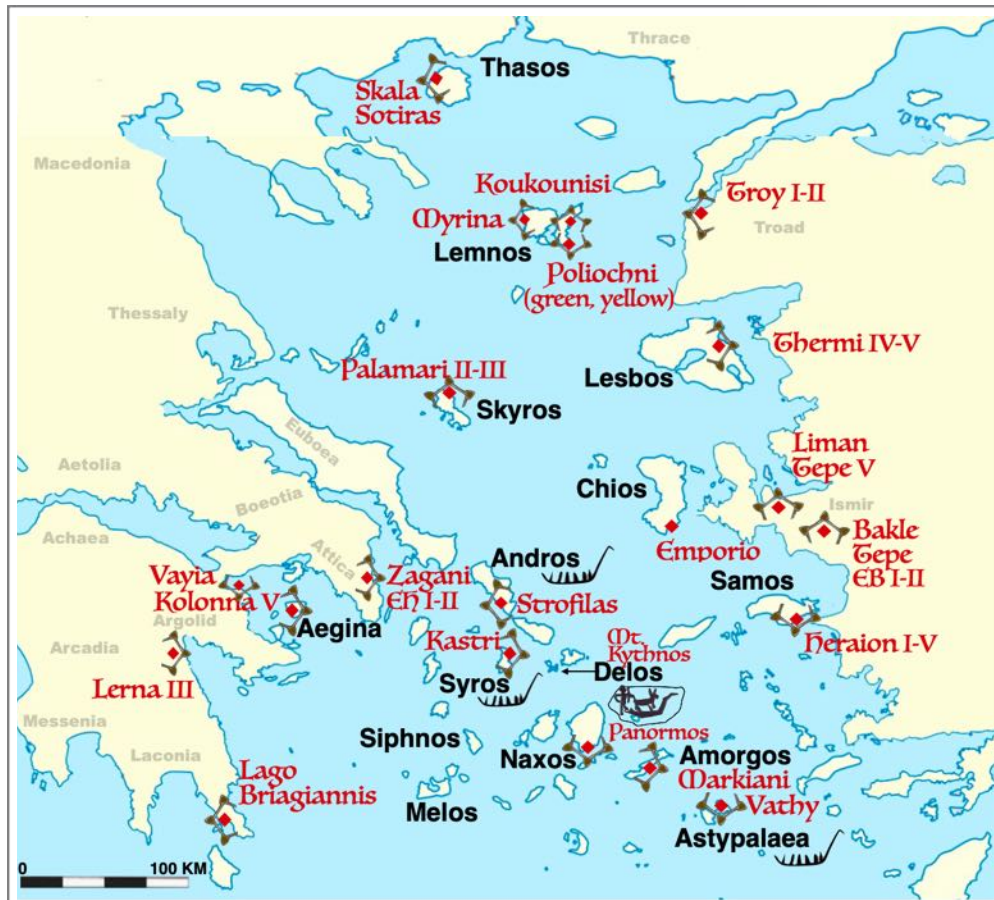 Thrace
Thasos
Skala
Sotiras
Macedonia
Koukounisi
Troy I-II
Myrina
Troad
Lemnos
Poliochni
(green, yellow)
Thessaly
Thermi IV-V
Palamari II-III
Lesbos
Skyros
Euboea
Liman
Tepe V
Aetolia
Chios
Boeotia
Ismir
Achaea
Emporio
Bakle
Tepe
EB I-II
Attica
Andros
Vayia
Zagani
EH I-II
Samos
Kolonna V
Strofilas
Argolid
Aegina
Kastri
Mt
Kythnos
Heraion I-V
Arcadia
Delos
Lerna III
Syros
Messenia
Siphnos
Panormos
Laconia
Naxos
Amorgos
Lago
Briagiannis
Markiani
Melos
Vathy
Astypalaea
0
100 KM